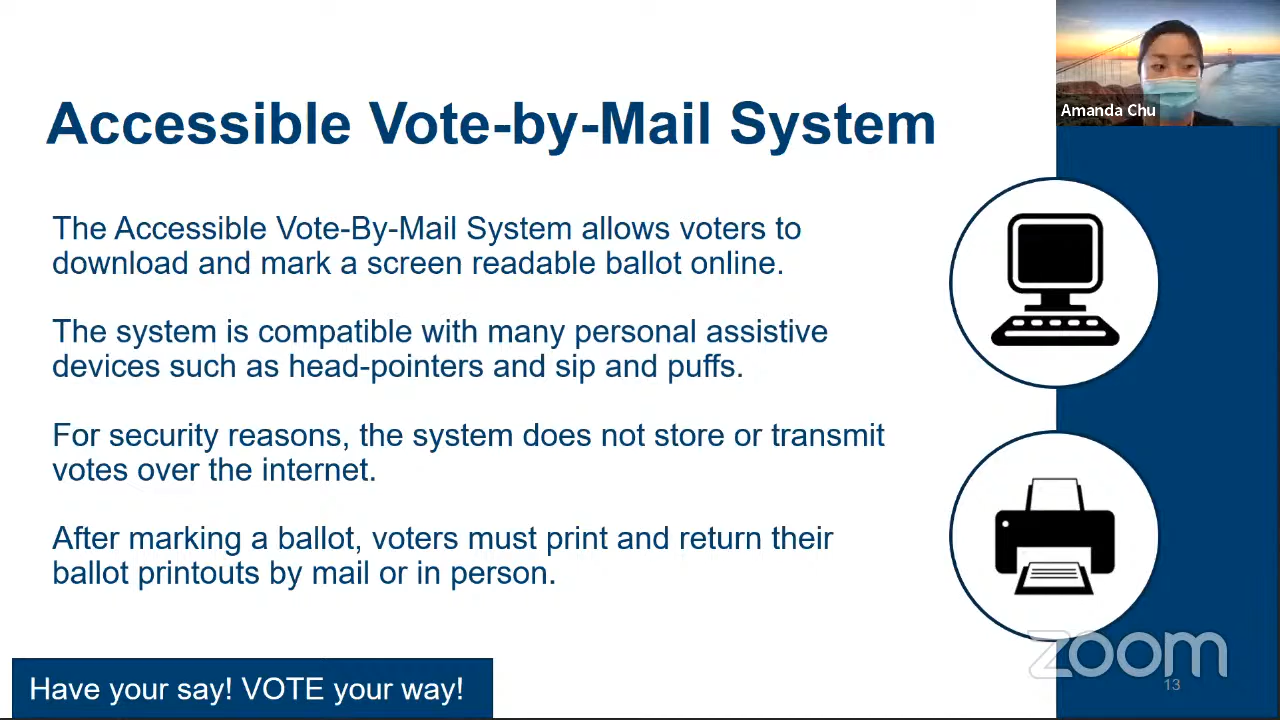 Amanda Chu
Accessible Vote-by-Mail System
The Accessible Vote-By-Mail System allows voters to
download and mark a screen readable ballot online.
The system is compatible with many personal assistive
devices such as head-pointers and sip and puffs.
For security reasons, the system does not store or transmit
votes over the internet.
After marking a ballot, voters must print and return their
ballot printouts by mail or in person.
Have your say! VOTE your way!
zoom
13